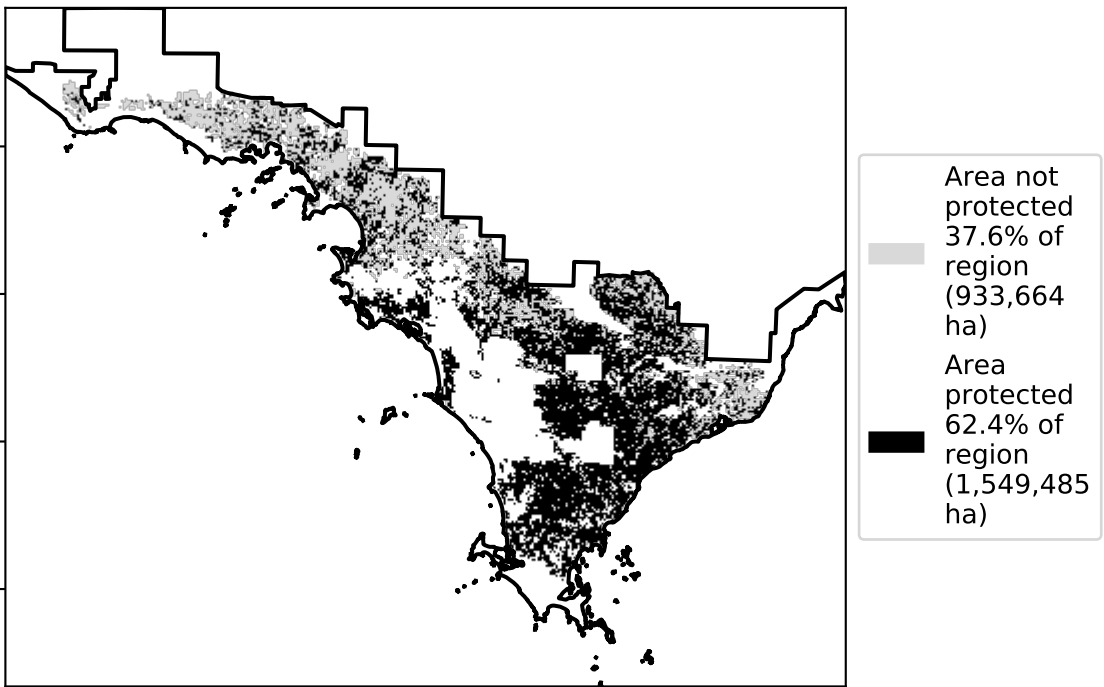 Area not
protected
37.6% of
region
(933,664
ha)
Area
protected
62.4% of
region
(1,549,485
ha)